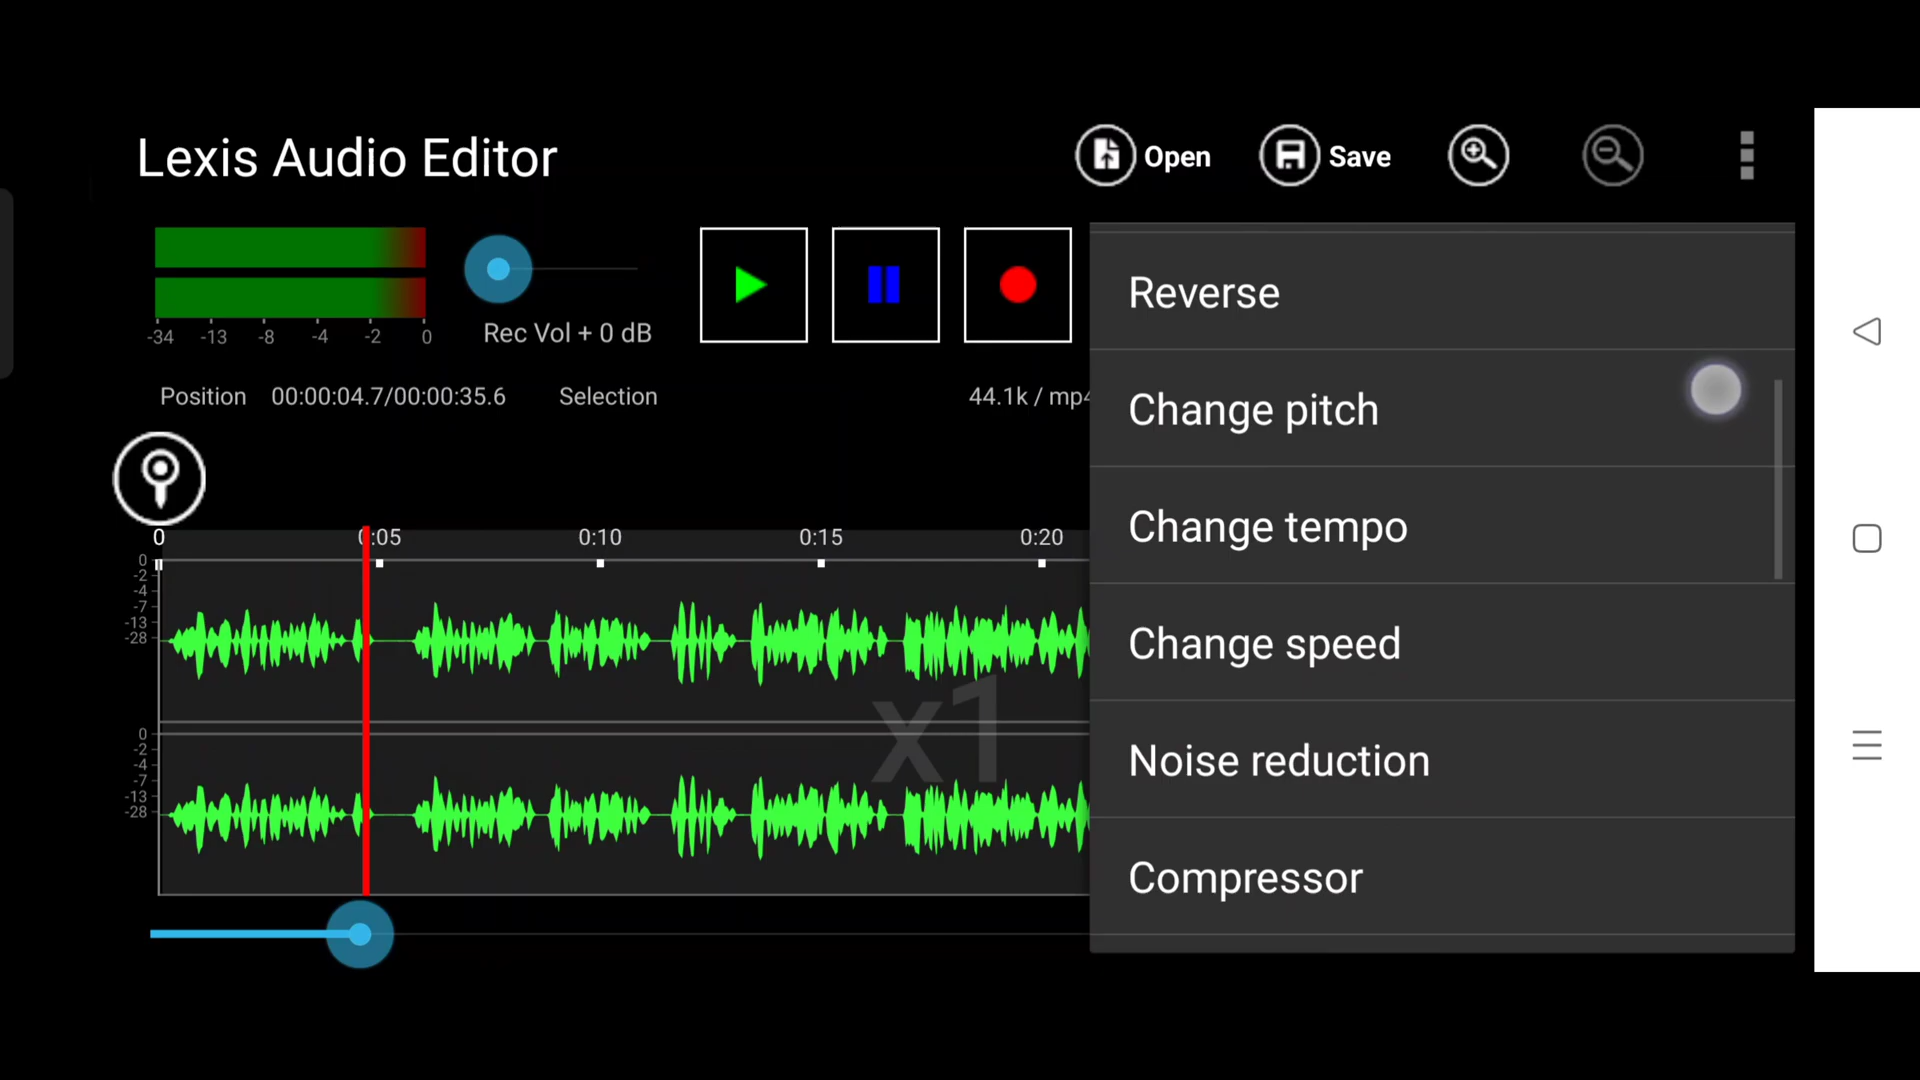 Lexis Audio Editor
Open
Save
-34 -13 -8 -4 -2 0
Rec Vol + 0 dB
Position 00:00:04.7/00:00:35.6 Selection 44.1k / mp4
0 0:05 0:10 0:15 0:20
0
-2
-4
-7
-13
-28
0
-2
-4
-7
-13
-28
x1
Reverse
Change pitch
Change tempo
Change speed
Noise reduction
Compressor